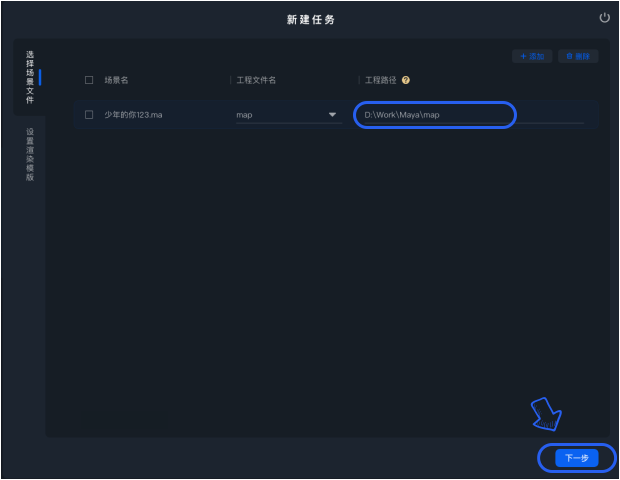 新建任务
选择场景文件
设置渲染模版
+ 添加
删除
场景名
工程文件名
工程路径 ?
少年的你123.ma
map
D:\Work\Maya\map
下一步